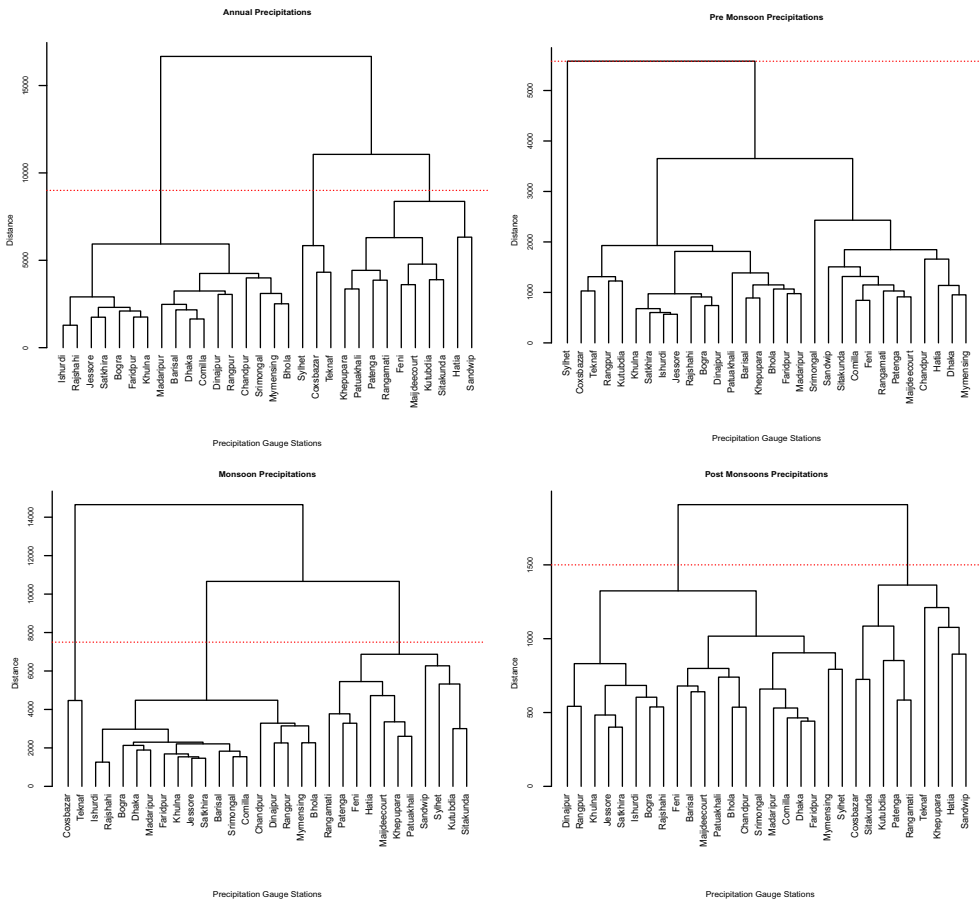 Annual Precipitations
Distance
0
5000
10000
15000
Ishurdi
Rajshahi
Jessore
Satkhira
Bogra
Faridpur
Khulna
Madaripur
Barisal
Dhaka
Comilla
Dinajpur
Rangpur
Chandpur
Srimongal
Mymensing
Bhola
Sylhet
Coxsbazar
Teknaf
Khepupara
Patuakhali
Patenga
Rangamati
Feni
Maijdeecourt
Kutubdia
Sitakunda
Hatia
Sandwip
Precipitation Gauge Stations
Pre Monsoon Precipitations
Distance
0
1000
2000
3000
4000
5000
Sylhet
Coxsbazar
Teknaf
Rangpur
Kutubdia
Khulna
Satkhira
Ishurdi
Jessore
Rajshahi
Bogra
Dinajpur
Patuakhali
Barisal
Khepupara
Bhola
Faridpur
Madaripur
Srimongal
Sandwip
Sitakunda
Comilla
Feni
Rangamati
Patenga
Maijdeecourt
Chandpur
Hatia
Dhaka
Mymensing
Precipitation Gauge Stations
Monsoon Precipitations
Distance
0
2000
4000
6000
8000
10000
12000
14000
Coxsbazar
Teknaf
Ishurdi
Rajshahi
Bogra
Dhaka
Madaripur
Faridpur
Khulna
Jessore
Satkhira
Barisal
Srimongal
Comilla
Chandpur
Dinajpur
Rangpur
Mymensing
Bhola
Rangamati
Patenga
Feni
Hatia
Maijdeecourt
Khepupara
Patuakhali
Sandwip
Sylhet
Kutubdia
Sitakunda
Precipitation Gauge Stations
Post Monsoons Precipitations
Distance
0
500
1000
1500
Dinajpur
Rangpur
Khulna
Jessore
Satkhira
Ishurdi
Bogra
Rajshahi
Feni
Barisal
Maijdeecourt
Patuakhali
Bhola
Chandpur
Srimongal
Madaripur
Comilla
Dhaka
Faridpur
Mymensing
Sylhet
Coxsbazar
Sitakunda
Kutubdia
Patenga
Rangamati
Teknaf
Khepupara
Hatia
Sandwip
Precipitation Gauge Stations